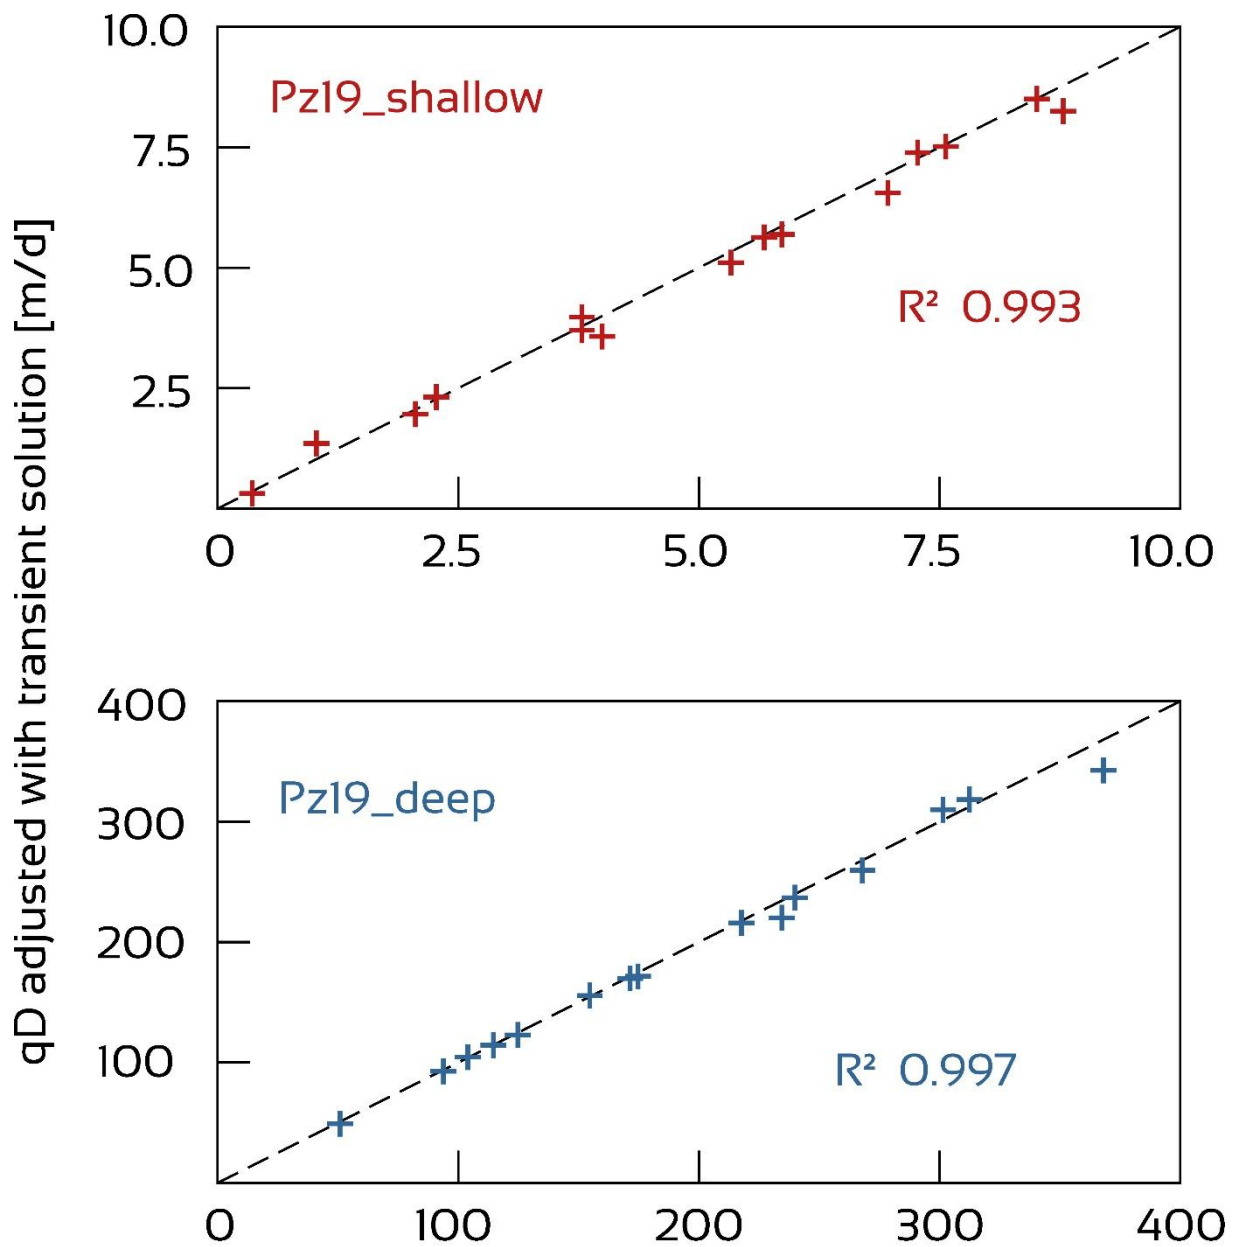 qD adjusted with transient solution [m/d]
10.0
Pz19_shallow
7.5
5.0
R² 0.993
2.5
0 2.5 5.0 7.5 10.0
400
Pz19_deep
300
200
100
R² 0.997
0 100 200 300 400